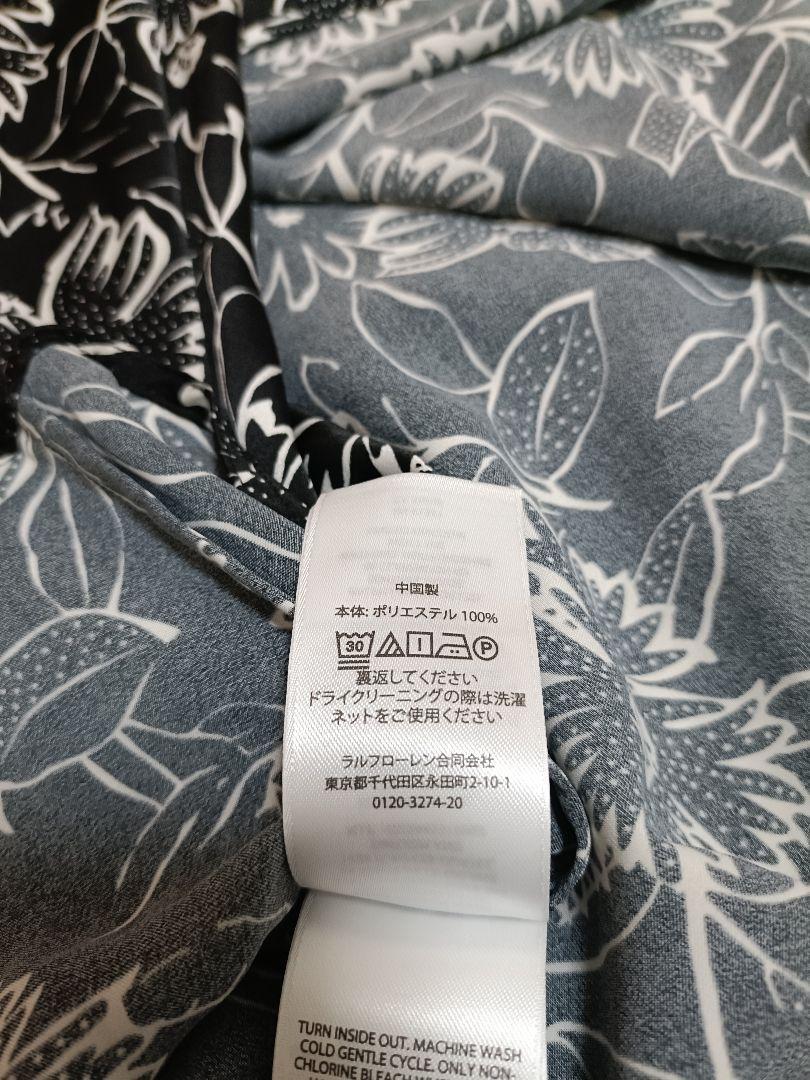 中国製
本体: ポリエステル 100%
30 P
裏返してください
ドライクリーニングの際は洗濯
ネットをご使用ください
ラルフローレン合同会社
東京都千代田区永田町2-10-1
0120-3274-20
TURN INSIDE OUT. MACHINE WASH
COLD GENTLE CYCLE. ONLY NON-
CHLORINE BLEACH